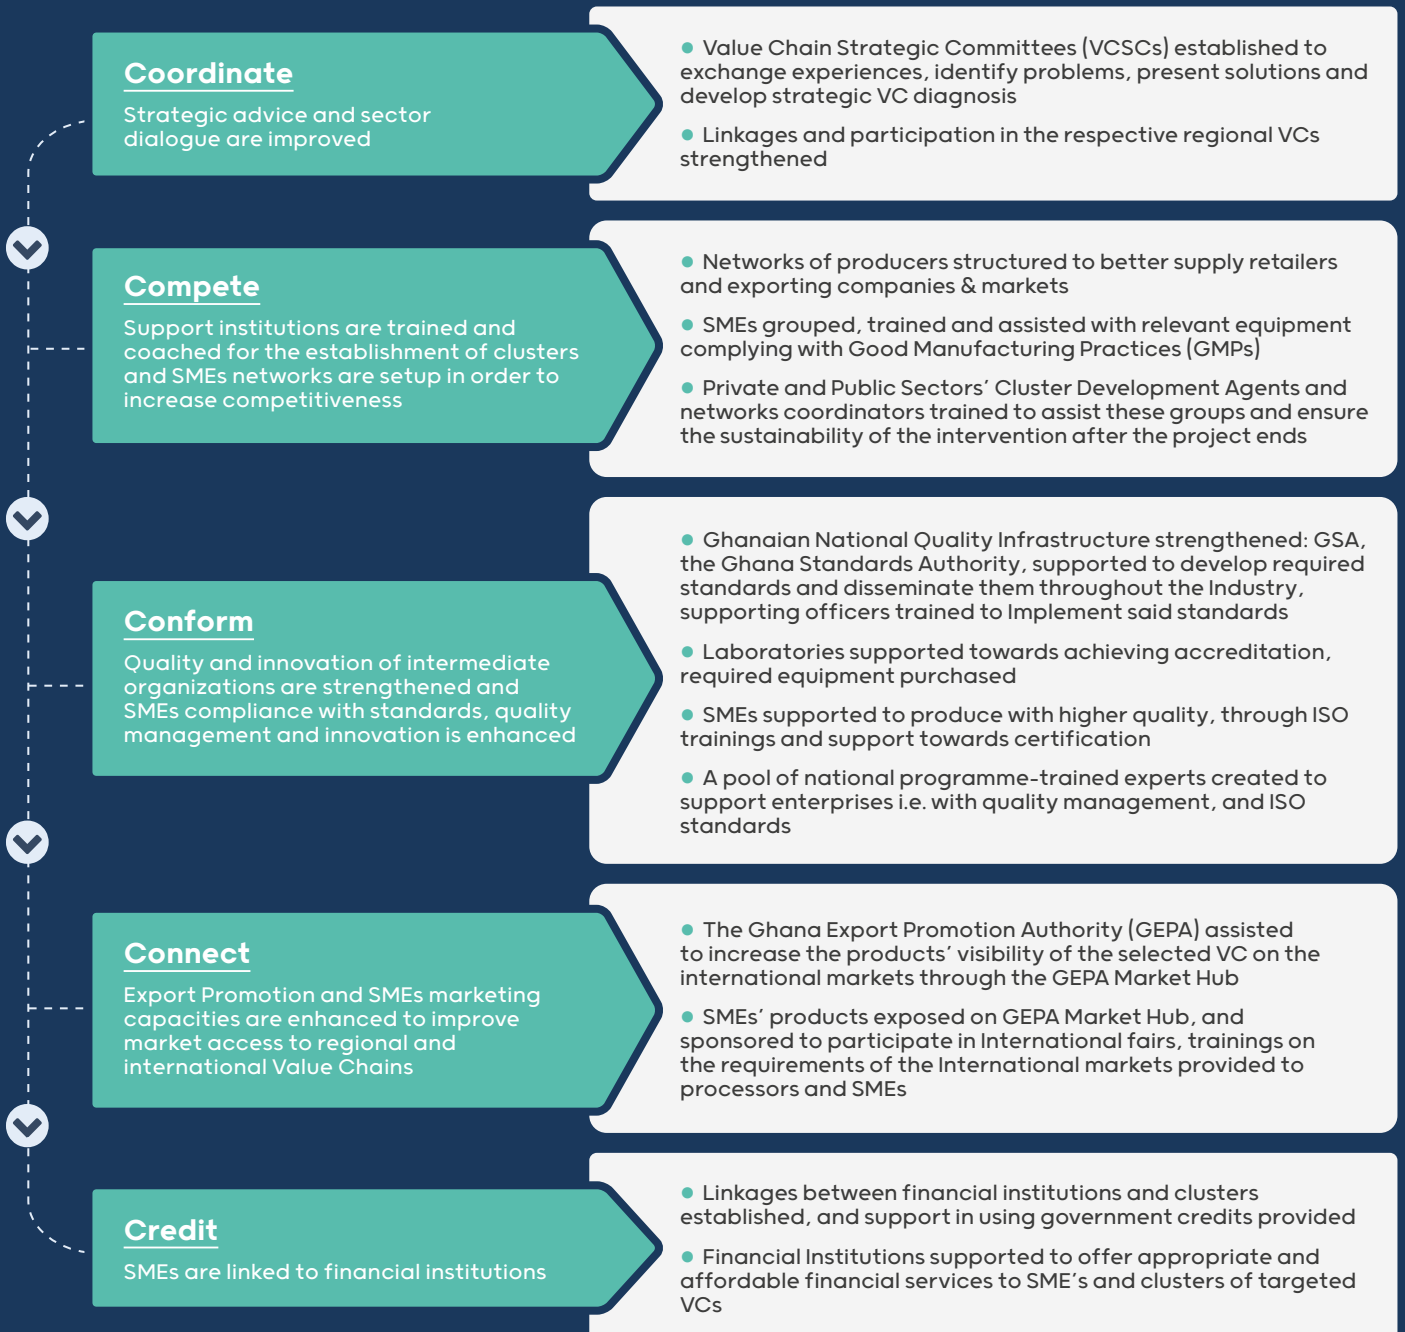 Coordinate
Strategic advice and sector
dialogue are improved
● Value Chain Strategic Committees (VCSCs) established to
exchange experiences, identify problems, present solutions and
develop strategic VC diagnosis
● Linkages and participation in the respective regional VCs
strengthened
Compete
Support institutions are trained and
coached for the establishment of clusters
and SMEs networks are setup in order to
increase competitiveness
● Networks of producers structured to better supply retailers
and exporting companies & markets
● SMEs grouped, trained and assisted with relevant equipment
complying with Good Manufacturing Practices (GMPs)
● Private and Public Sectors’ Cluster Development Agents and
networks coordinators trained to assist these groups and ensure
the sustainability of the intervention after the project ends
Conform
Quality and innovation of intermediate
organizations are strengthened and
SMEs compliance with standards, quality
management and innovation is enhanced
● Ghanaian National Quality Infrastructure strengthened: GSA,
the Ghana Standards Authority, supported to develop required
standards and disseminate them throughout the Industry,
supporting officers trained to Implement said standards
● Laboratories supported towards achieving accreditation,
required equipment purchased
● SMEs supported to produce with higher quality, through ISO
trainings and support towards certification
● A pool of national programme-trained experts created to
support enterprises i.e. with quality management, and ISO
standards
Connect
Export Promotion and SMEs marketing
capacities are enhanced to improve
market access to regional and
international Value Chains
● The Ghana Export Promotion Authority (GEPA) assisted
to increase the products’ visibility of the selected VC on the
international markets through the GEPA Market Hub
● SMEs’ products exposed on GEPA Market Hub, and
sponsored to participate in International fairs, trainings on
the requirements of the International markets provided to
processors and SMEs
Credit
SMEs are linked to financial institutions
● Linkages between financial institutions and clusters
established, and support in using government credits provided
● Financial Institutions supported to offer appropriate and
affordable financial services to SME’s and clusters of targeted
VCs